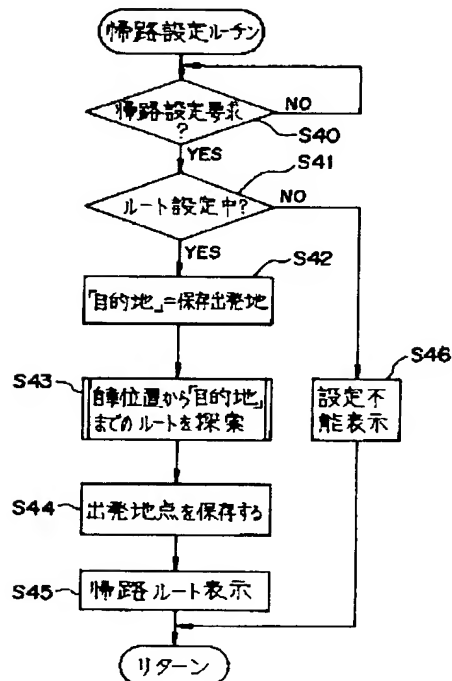 帰路設定ルーチン
帰路設定要求
?
NO
S40
YES
S41
ルート設定中?
NO
YES
S42
「目的地」=保存出発地
S43
自車位置から「目的地」
までのルートを探索
S46
設定不
能表示
S44
出発地点を保存する
S45
帰路ルート表示
リターン